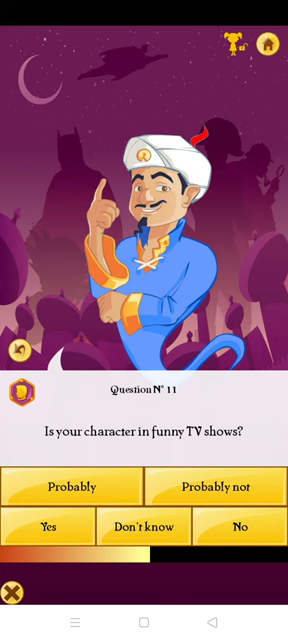 Question N° 11
Is your character in funny TV shows?
Probably
Probably not
Yes
Don't know
No